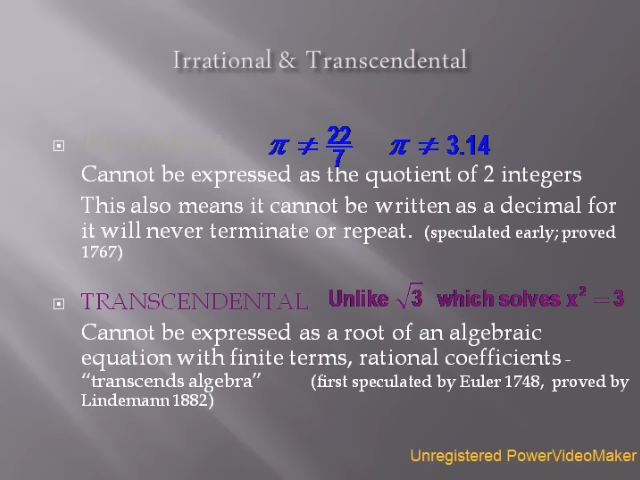 Irrational & Transcendental
π ≠ 22/7 π ≠ 3.14
Cannot be expressed as the quotient of 2 integers
This also means it cannot be written as a decimal for
it will never terminate or repeat. (speculated early; proved
1767)
TRANSCENDENTAL Unlike √3 which solves x² = 3
Cannot be expressed as a root of an algebraic
equation with finite terms, rational coefficients -
“transcends algebra” (first speculated by Euler 1748, proved by
Lindemann 1882)
Unregistered PowerVideoMaker